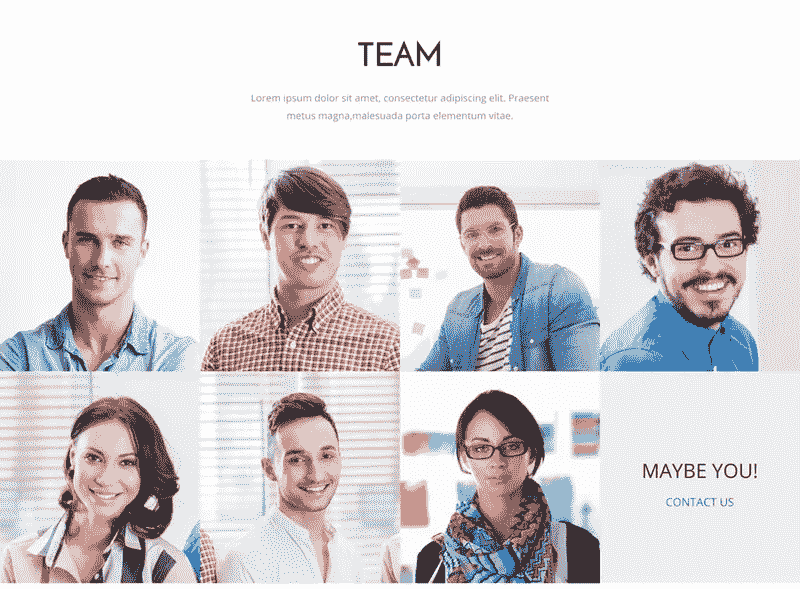 TEAM
Lorem ipsum dolor sit amet, consectetur adipiscing elit. Praesent
metus magna,malesuada porta elementum vitae.
MAYBE YOU!
CONTACT US